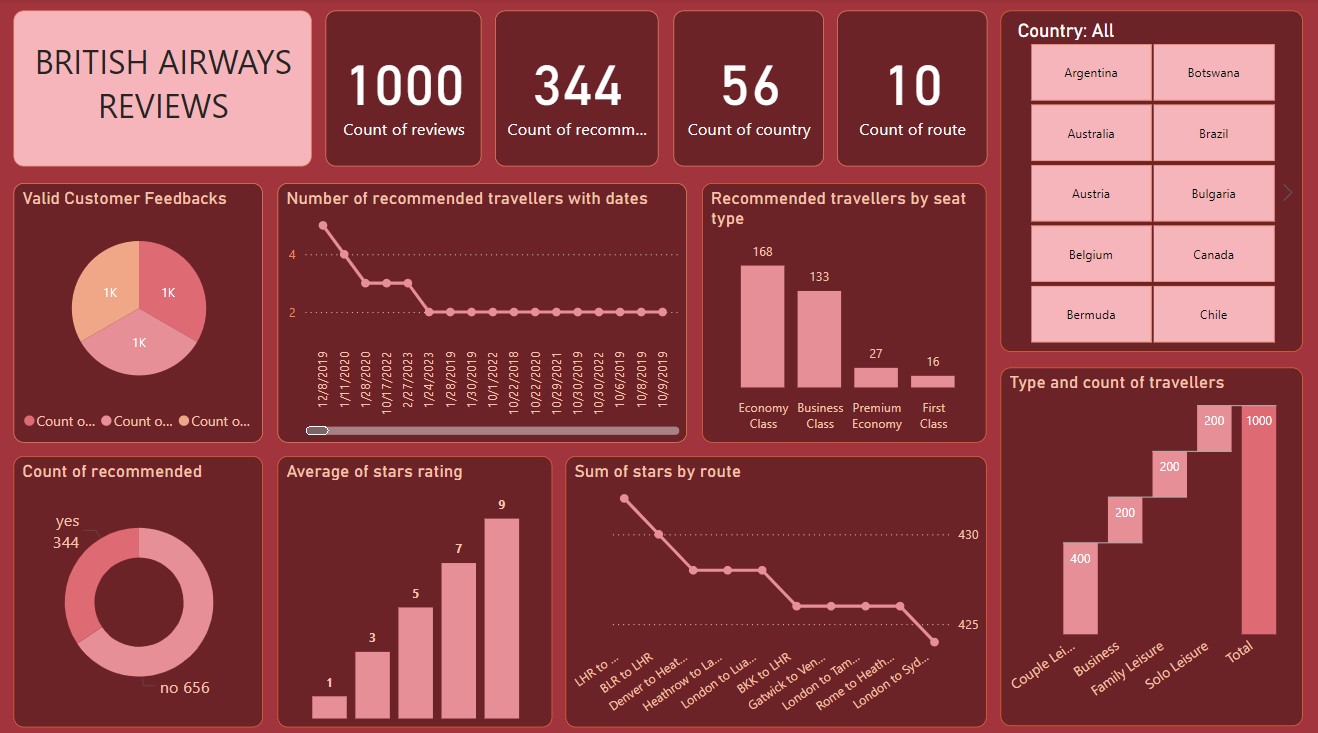 BRITISH AIRWAYS
REVIEWS
1000
Count of reviews
344
Count of recomm...
56
Count of country
10
Count of route
Country: All
Argentina
Botswana
Australia
Brazil
Austria
Bulgaria
Belgium
Canada
Bermuda
Chile
Valid Customer Feedbacks
1K
1K
1K
Count o...
Count o...
Count o...
Number of recommended travellers with dates
4
2
12/8/2019
1/11/2020
1/28/2020
10/17/2022
2/27/2023
1/24/2023
1/28/2019
1/30/2019
10/1/2022
10/22/2018
10/22/2020
10/29/2021
10/30/2019
10/30/2022
10/6/2019
10/8/2019
10/9/2019
Recommended travellers by seat
type
168
133
27
16
Economy
Class
Business
Class
Premium
Economy
First
Class
Type and count of travellers
400
200
200
200
1000
Couple Lei...
Business
Family Leisure
Solo Leisure
Total
Count of recommended
yes
344
no 656
Average of stars rating
1
3
5
7
9
Sum of stars by route
430
425
LHR to ...
BLR to LHR
Denver to Heat...
Heathrow to La...
London to Lua...
BKK to LHR
Gatwick to Ven...
London to Tam...
Rome to Heath...
London to Syd...